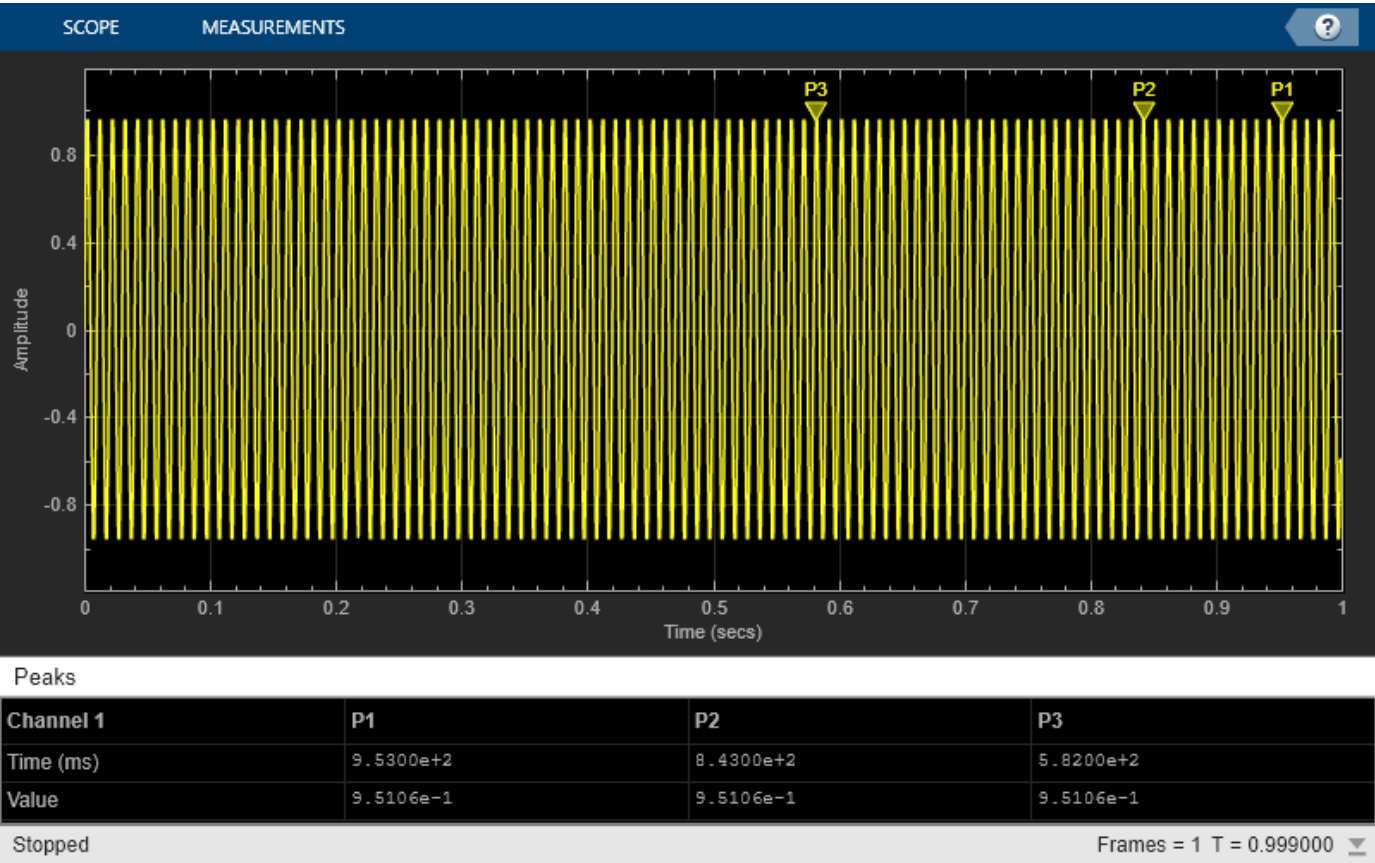 SCOPE MEASUREMENTS ?
P3 P2 P1
0.8
0.4
0
-0.4
-0.8
Amplitude
0 0.1 0.2 0.3 0.4 0.5 0.6 0.7 0.8 0.9 1
Time (secs)
Peaks
Channel 1 P1 P2 P3
Time (ms) 9.5300e+2 8.4300e+2 5.8200e+2
Value 9.5106e-1 9.5106e-1 9.5106e-1
Stopped Frames = 1 T = 0.999000